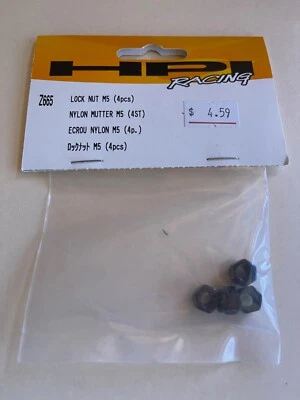 HPI
RACING
Z665
LOCK NUT M5 (4pcs)
NYLON MUTTER M5 (4ST)
ECROU NYLON M5 (4p.)
ロックナット M5 (4pcs)
$ 4.59